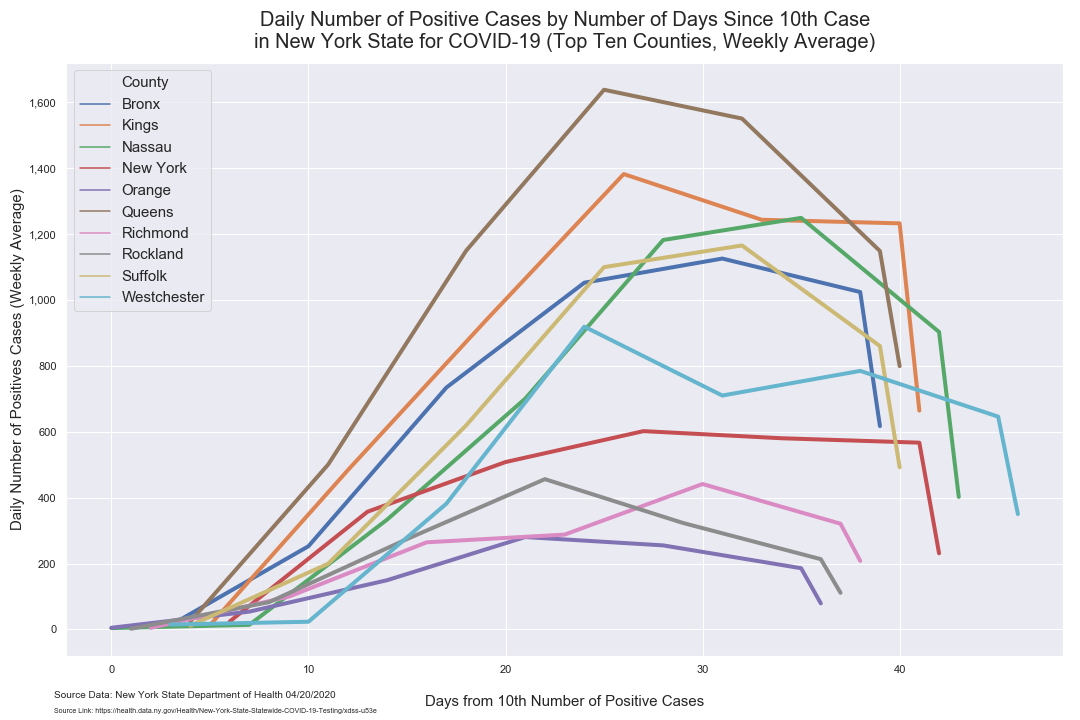 Daily Number of Positive Cases by Number of Days Since 10th Case
in New York State for COVID-19 (Top Ten Counties, Weekly Average)
Daily Number of Positives Cases (Weekly Average)
1,600
1,400
1,200
1,000
800
600
400
200
0
County
Bronx
Kings
Nassau
New York
Orange
Queens
Richmond
Rockland
Suffolk
Westchester
0 10 20 30 40
Days from 10th Number of Positive Cases
Source Data: New York State Department of Health 04/20/2020
Source Link: https://health.data.ny.gov/Health/New-York-State-Statewide-COVID-19-Testing/xdss-u53e